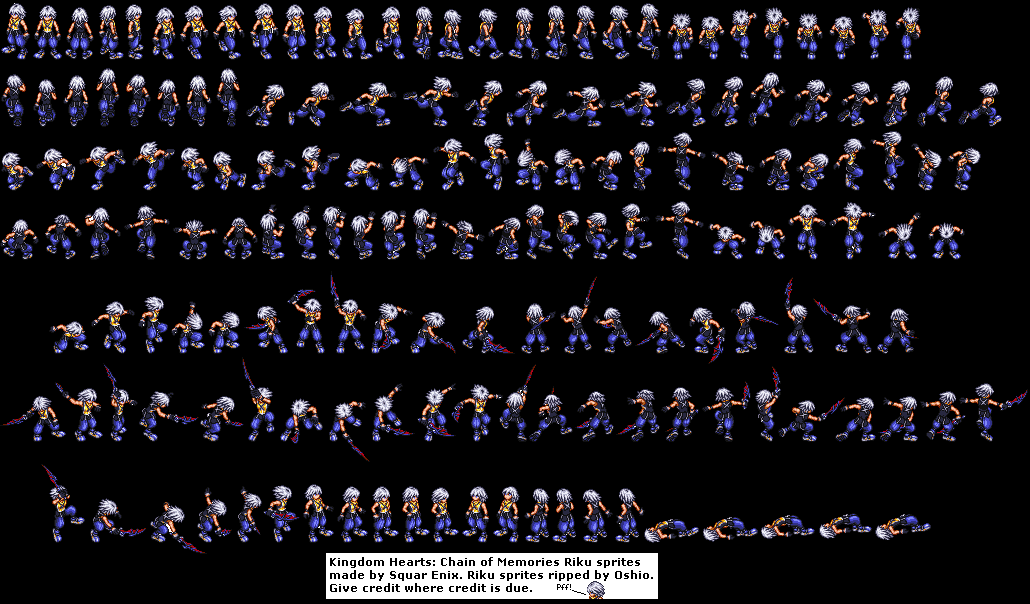 Kingdom Hearts: Chain of Memories Riku sprites
made by Squar Enix. Riku sprites ripped by Oshio.
Give credit where credit is due.
Pff!